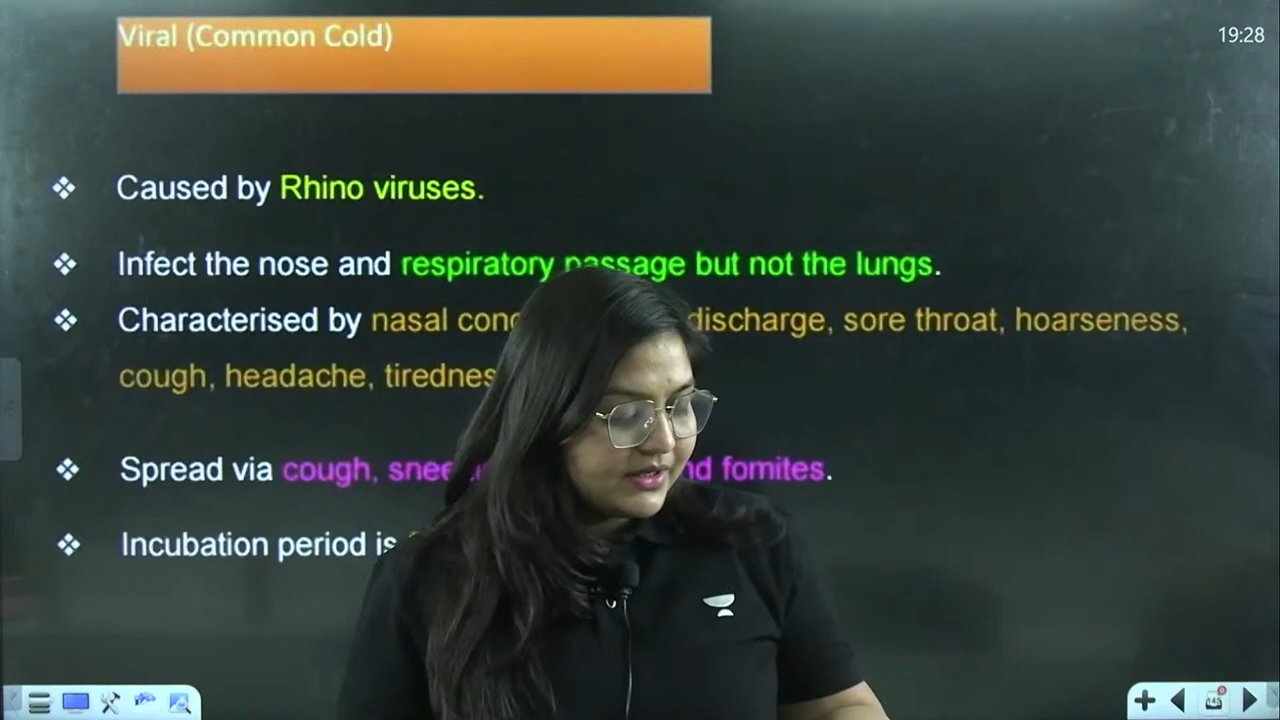 Viral (Common Cold)
19:28
❖ Caused by Rhino viruses.
❖ Infect the nose and respiratory passage but not the lungs.
❖ Characterised by nasal discharge, sore throat, hoarseness,
cough, headache,
❖ Spread via cough, fomites.
❖ Incubation period is